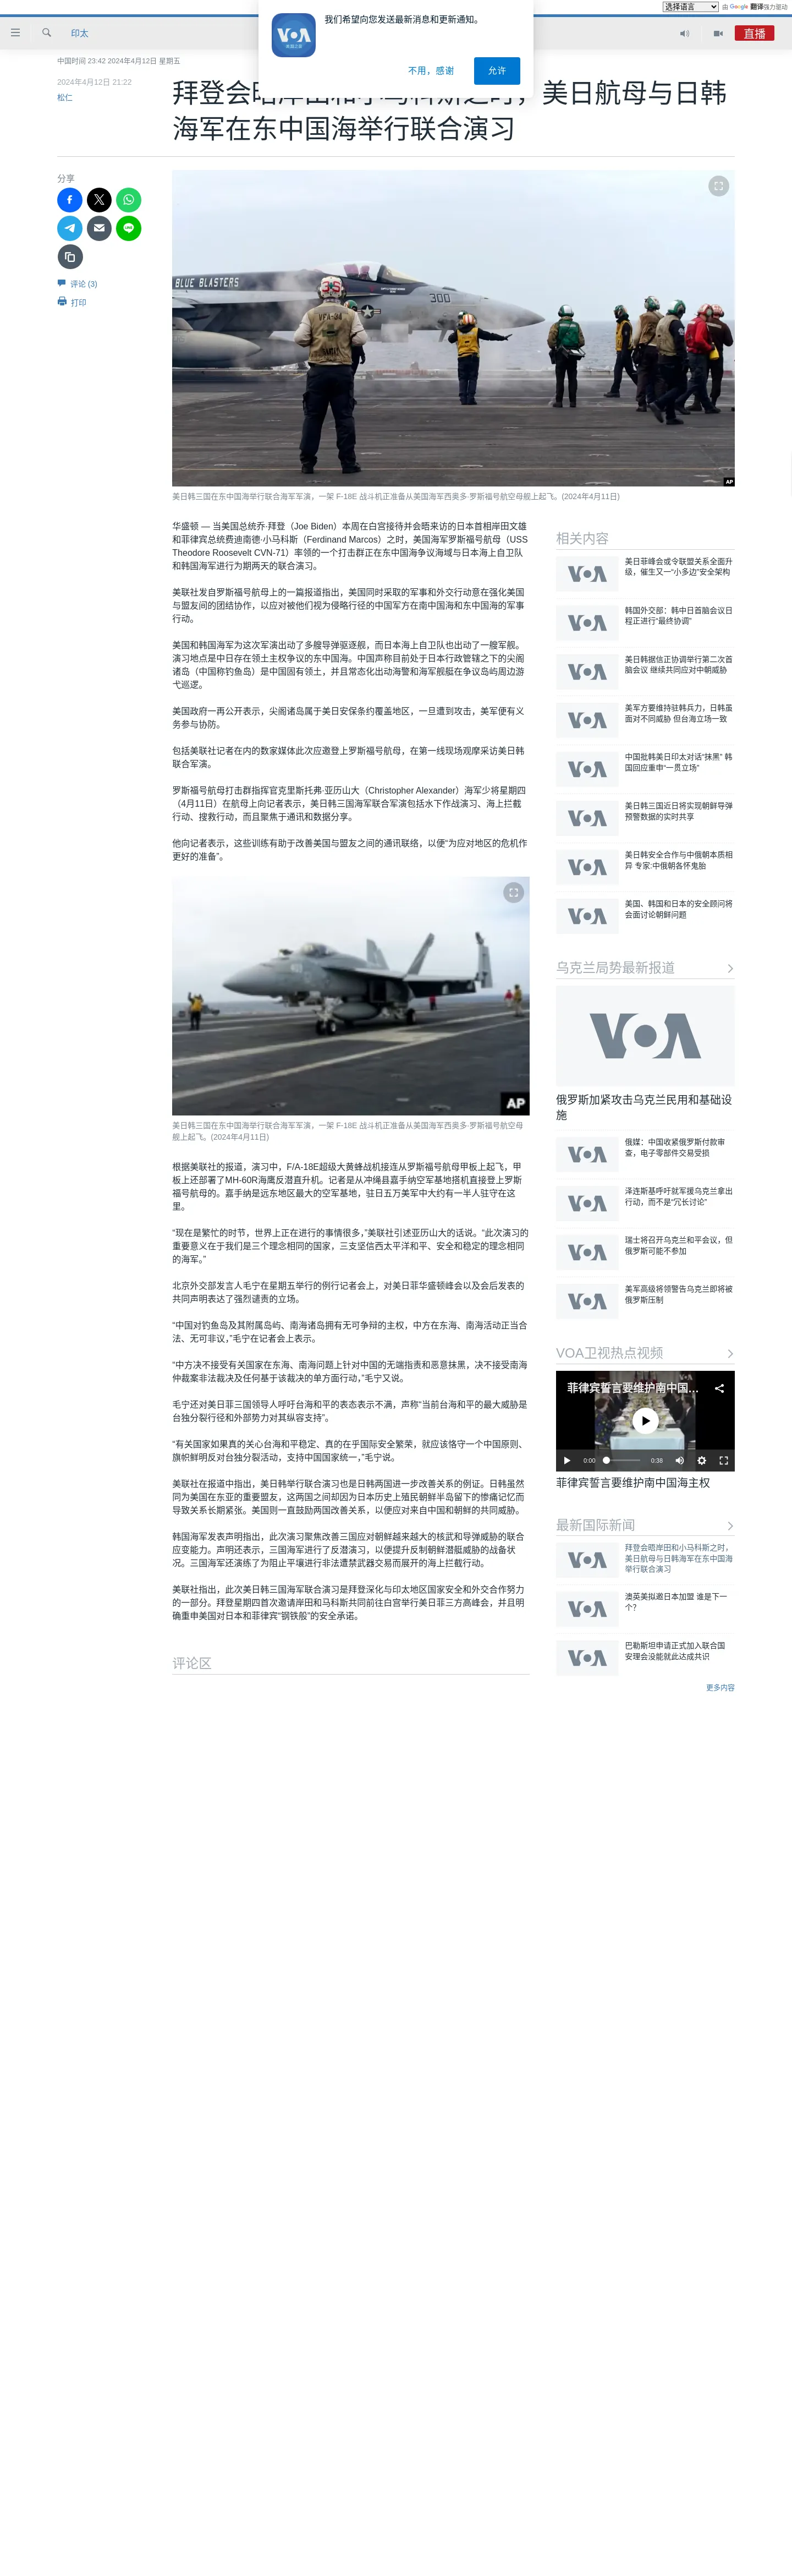 选择语言 由 Google 翻译强力驱动
VOA
美国之音
我们希望向您发送最新消息和更新通知。
不用，感谢
允许
印太
直播
中国时间 23:42 2024年4月12日 星期五
2024年4月12日 21:22
松仁
美日航母与日韩
海军在东中国海举行联合演习
分享
评论 (3)
打印
BLUE BLASTERS
VFA-34
300
35
AP
美日韩三国在东中国海举行联合海军军演，一架 F-18E 战斗机正准备从美国海军西奥多·罗斯福号航空母舰上起飞。(2024年4月11日)
华盛顿 — 当美国总统乔·拜登（Joe Biden）本周在白宫接待并会晤来访的日本首相岸田文雄
和菲律宾总统费迪南德·小马科斯（Ferdinand Marcos）之时，美国海军罗斯福号航母（USS
Theodore Roosevelt CVN-71）率领的一个打击群正在东中国海争议海域与日本海上自卫队
和韩国海军进行为期两天的联合演习。
美联社发自罗斯福号航母上的一篇报道指出，美国同时采取的军事和外交行动意在强化美国
与盟友间的团结协作，以应对被他们视为侵略行径的中国军方在南中国海和东中国海的军事
行动。
美国和韩国海军为这次军演出动了多艘导弹驱逐舰，而日本海上自卫队也出动了一艘军舰。
演习地点是中日存在领土主权争议的东中国海。中国声称目前处于日本行政管辖之下的尖阁
诸岛（中国称钓鱼岛）是中国固有领土，并且常态化出动海警和海军舰艇在争议岛屿周边游
弋巡逻。
美国政府一再公开表示，尖阁诸岛属于美日安保条约覆盖地区，一旦遭到攻击，美军便有义
务参与协防。
包括美联社记者在内的数家媒体此次应邀登上罗斯福号航母，在第一线现场观摩采访美日韩
联合军演。
罗斯福号航母打击群指挥官克里斯托弗·亚历山大（Christopher Alexander）海军少将星期四
（4月11日）在航母上向记者表示，美日韩三国海军联合军演包括水下作战演习、海上拦截
行动、搜救行动，而且聚焦于通讯和数据分享。
他向记者表示，这些训练有助于改善美国与盟友之间的通讯联络，以便“为应对地区的危机作
更好的准备”。
AP
美日韩三国在东中国海举行联合海军军演，一架 F-18E 战斗机正准备从美国海军西奥多·罗斯福号航空母
舰上起飞。(2024年4月11日)
根据美联社的报道，演习中，F/A-18E超级大黄蜂战机接连从罗斯福号航母甲板上起飞，甲
板上还部署了MH-60R海鹰反潜直升机。记者是从冲绳县嘉手纳空军基地搭机直接登上罗斯
福号航母的。嘉手纳是远东地区最大的空军基地，驻日五万美军中大约有一半人驻守在这
里。
“现在是繁忙的时节，世界上正在进行的事情很多，”美联社引述亚历山大的话说。“此次演习的
重要意义在于我们是三个理念相同的国家，三支坚信西太平洋和平、安全和稳定的理念相同
的海军。”
北京外交部发言人毛宁在星期五举行的例行记者会上，对美日菲华盛顿峰会以及会后发表的
共同声明表达了强烈谴责的立场。
“中国对钓鱼岛及其附属岛屿、南海诸岛拥有无可争辩的主权，中方在东海、南海活动正当合
法、无可非议，”毛宁在记者会上表示。
“中方决不接受有关国家在东海、南海问题上针对中国的无端指责和恶意抹黑，决不接受南海
仲裁案非法裁决及任何基于该裁决的单方面行动，”毛宁又说。
毛宁还对美日菲三国领导人呼吁台海和平的表态表示不满，声称“当前台海和平的最大威胁是
台独分裂行径和外部势力对其纵容支持”。
“有关国家如果真的关心台海和平稳定、真的在乎国际安全繁荣，就应该恪守一个中国原则、
旗帜鲜明反对台独分裂活动，支持中国国家统一，”毛宁说。
美联社在报道中指出，美日韩举行联合演习也是日韩两国进一步改善关系的例证。日韩虽然
同为美国在东亚的重要盟友，这两国之间却因为日本历史上殖民朝鲜半岛留下的惨痛记忆而
导致关系长期紧张。美国则一直鼓励两国改善关系，以便应对来自中国和朝鲜的共同威胁。
韩国海军发表声明指出，此次演习聚焦改善三国应对朝鲜越来越大的核武和导弹威胁的联合
应变能力。声明还表示，三国海军进行了反潜演习，以便提升反制朝鲜潜艇威胁的战备状
况。三国海军还演练了为阻止平壤进行非法遭禁武器交易而展开的海上拦截行动。
美联社指出，此次美日韩三国海军联合演习是拜登深化与印太地区国家安全和外交合作努力
的一部分。拜登星期四首次邀请岸田和马科斯共同前往白宫举行美日菲三方高峰会，并且明
确重申美国对日本和菲律宾“钢铁般”的安全承诺。
评论区
相关内容
美日菲峰会或令联盟关系全面升
级，催生又一“小多边”安全架构
韩国外交部：韩中日首脑会议日
程正进行“最终协调”
美日韩据信正协调举行第二次首
脑会议 继续共同应对中朝威胁
美军方要维持驻韩兵力，日韩虽
面对不同威胁 但台海立场一致
中国批韩美日印太对话“抹黑” 韩
国回应重申“一贯立场”
美日韩三国近日将实现朝鲜导弹
预警数据的实时共享
美日韩安全合作与中俄朝本质相
异 专家:中俄朝各怀鬼胎
美国、韩国和日本的安全顾问将
会面讨论朝鲜问题
乌克兰局势最新报道
VOA
俄罗斯加紧攻击乌克兰民用和基础设
施
俄媒：中国收紧俄罗斯付款审
查，电子零部件交易受损
泽连斯基呼吁就军援乌克兰拿出
行动，而不是“冗长讨论”
瑞士将召开乌克兰和平会议，但
俄罗斯可能不参加
美军高级将领警告乌克兰即将被
俄罗斯压制
VOA卫视热点视频
菲律宾誓言要维护南中国...
0:00
0:38
菲律宾誓言要维护南中国海主权
最新国际新闻
拜登会晤岸田和小马科斯之时，
美日航母与日韩海军在东中国海
举行联合演习
澳英美拟邀日本加盟 谁是下一
个？
巴勒斯坦申请正式加入联合国
安理会没能就此达成共识
更多内容